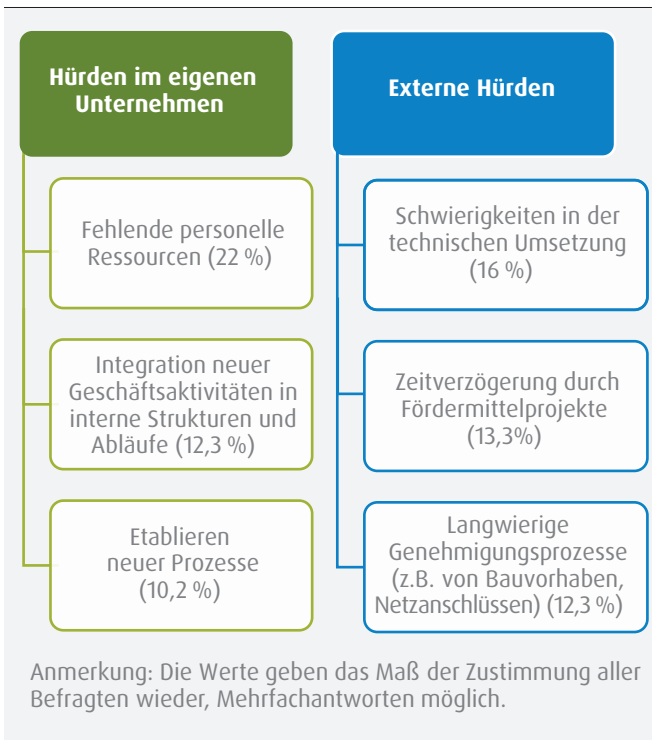 Hürden im eigenen
Unternehmen
Fehlende personelle
Ressourcen (22 %)
Integration neuer
Geschäftsaktivitäten in
interne Strukturen und
Abläufe (12,3 %)
Etablieren
neuer Prozesse
(10,2 %)
Externe Hürden
Schwierigkeiten in der
technischen Umsetzung
(16 %)
Zeitverzögerung durch
Fördermittelprojekte
(13,3%)
Langwierige
Genehmigungsprozesse
(z.B. von Bauvorhaben,
Netzanschlüssen) (12,3 %)
Anmerkung: Die Werte geben das Maß der Zustimmung aller
Befragten wieder, Mehrfachantworten möglich.